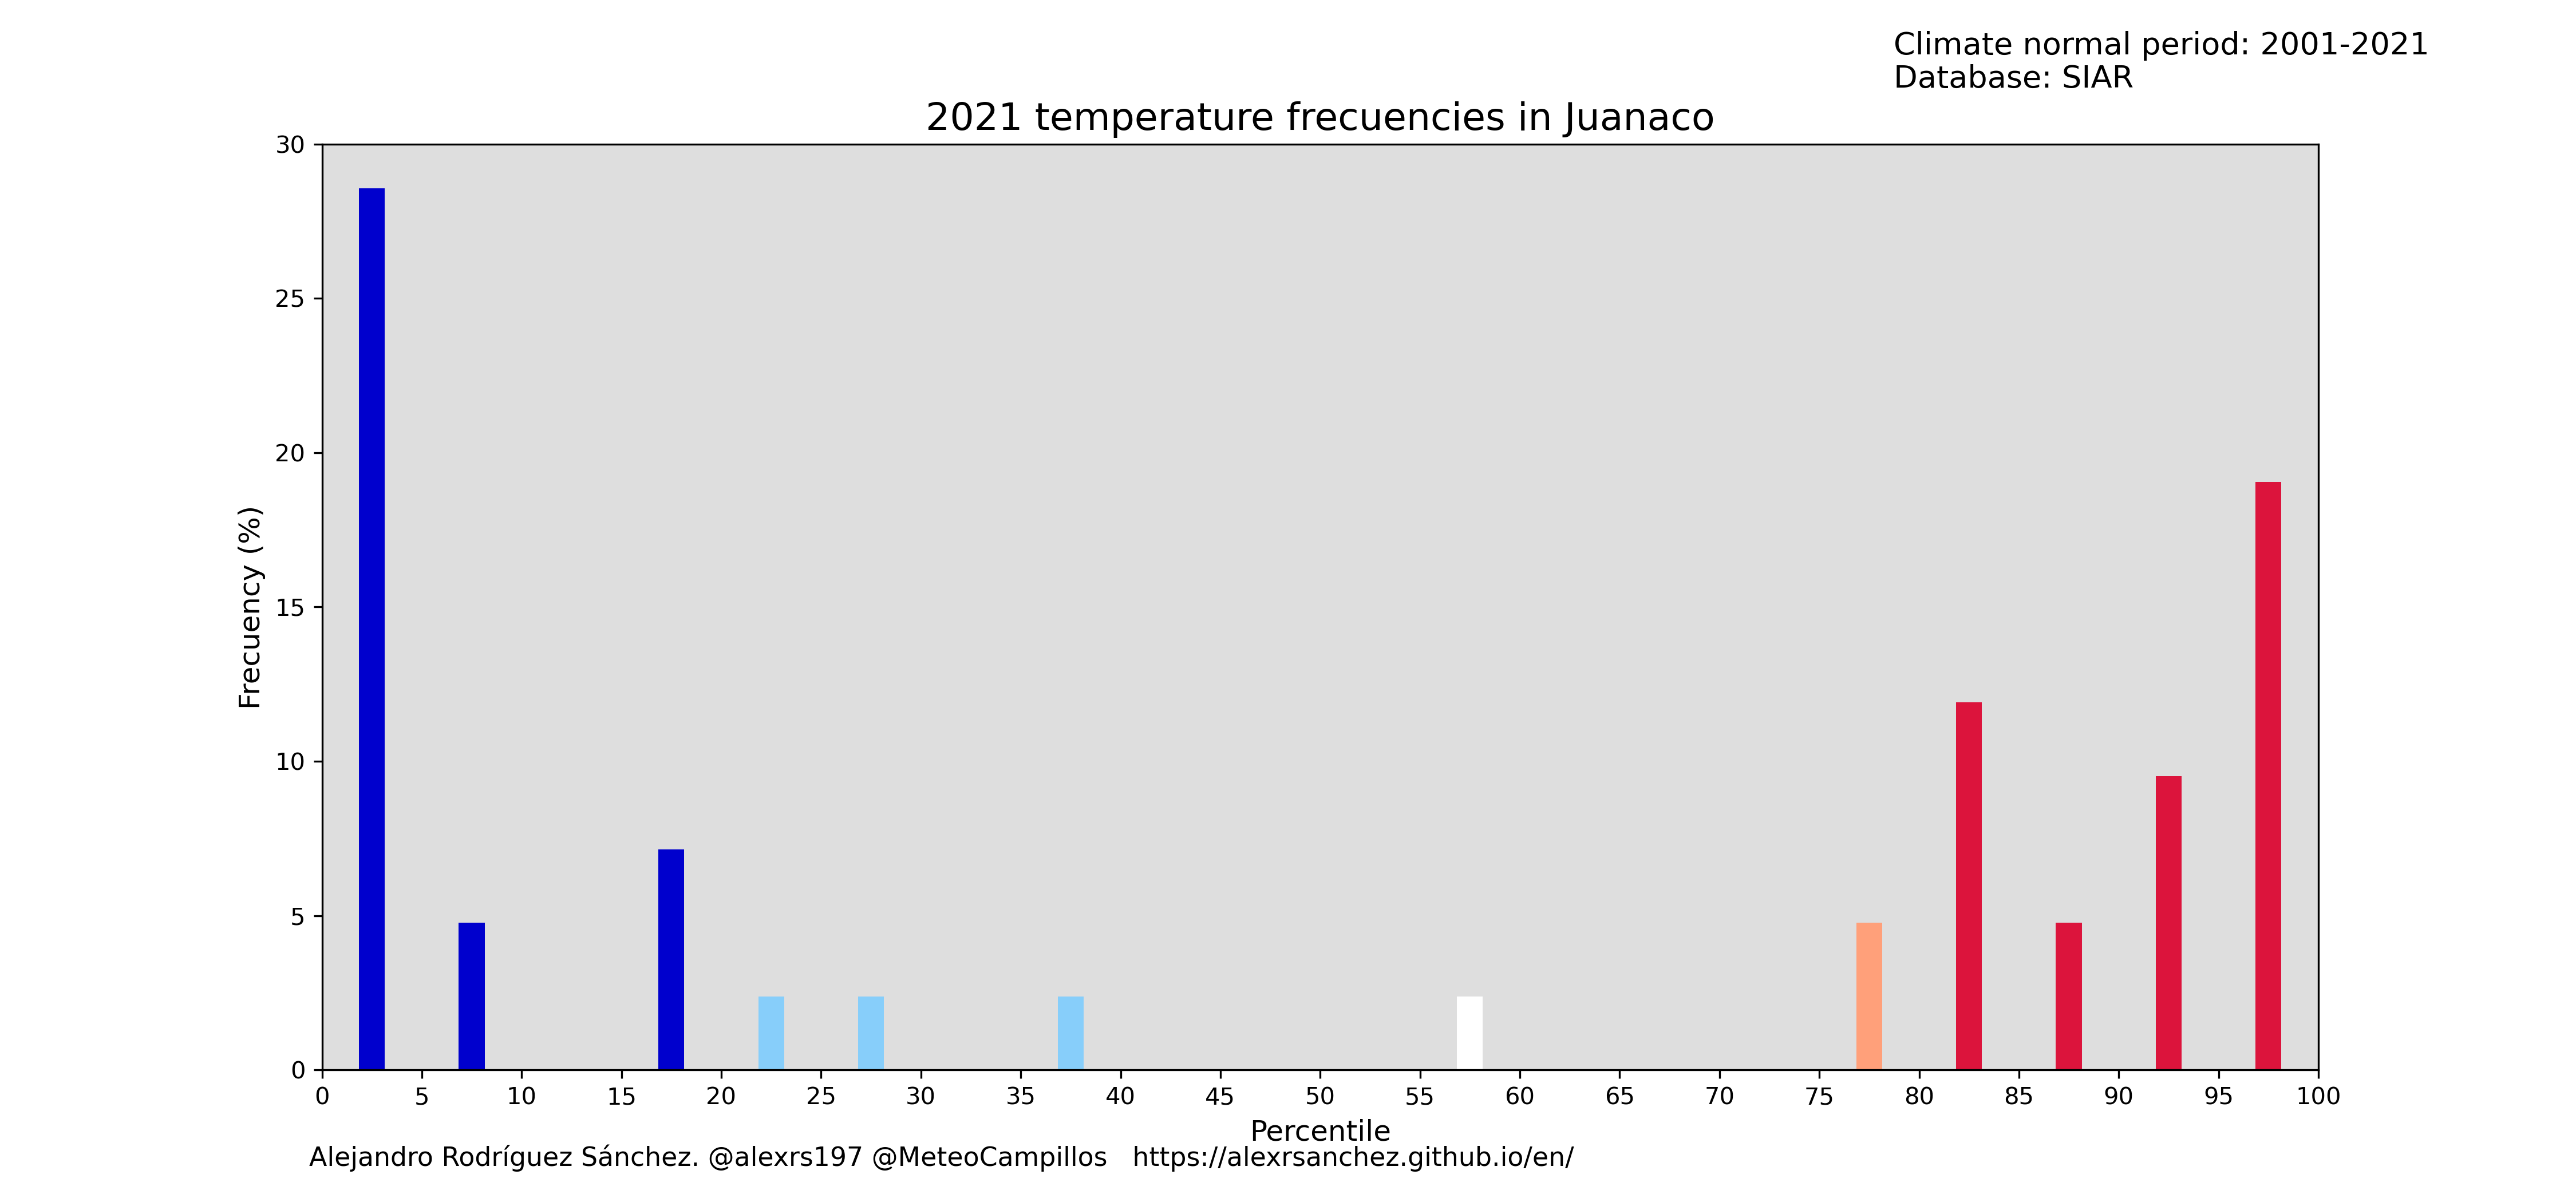 Climate normal period: 2001-2021
Database: SIAR
2021 temperature frecuencies in Juanaco
30
25
20
15
10
5
0
Frecuency (%)
0 5 10 15 20 25 30 35 40 45 50 55 60 65 70 75 80 85 90 95 100
Percentile
Alejandro Rodríguez Sánchez. @alexrs197 @MeteoCampillos https://alexrsanchez.github.io/en/